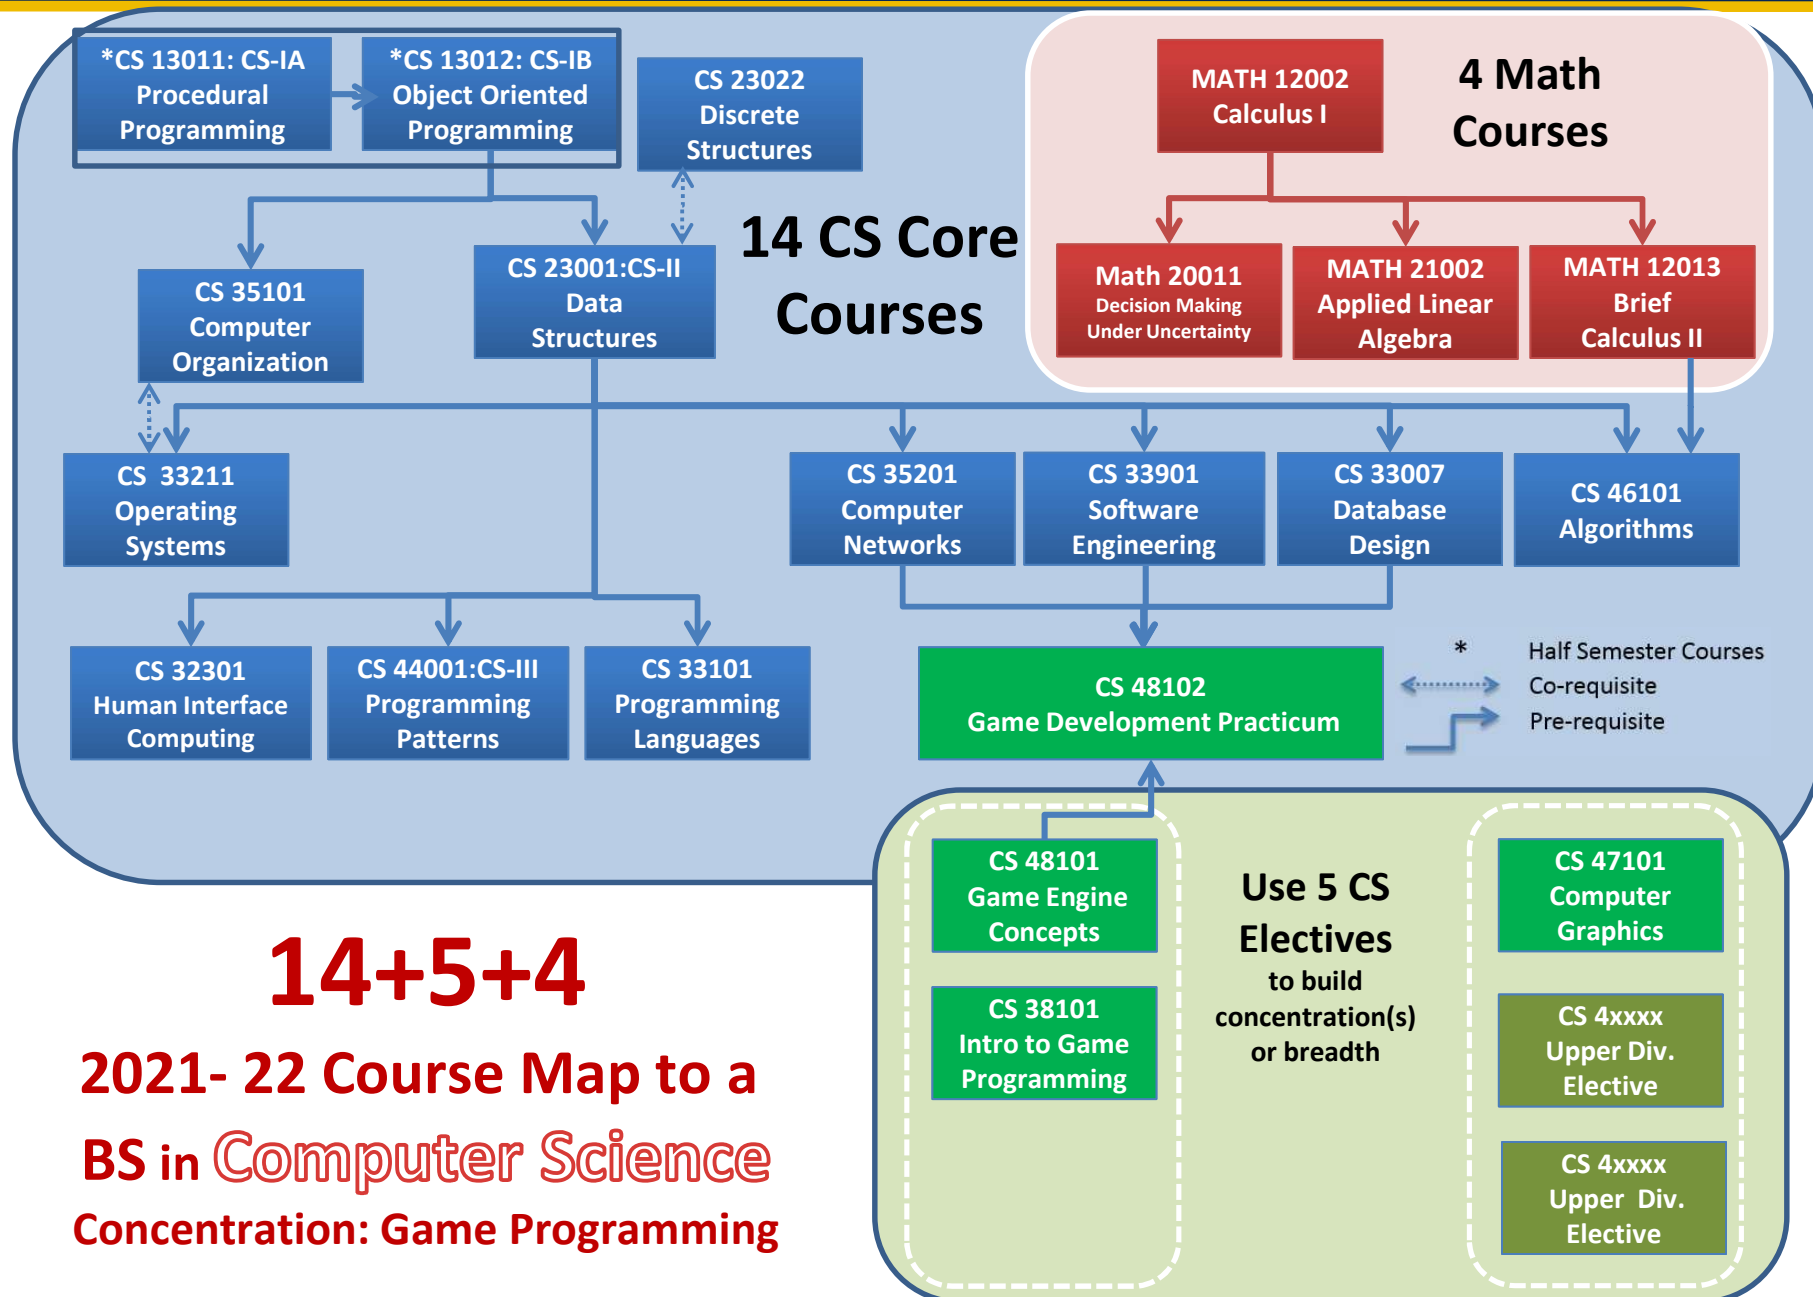 *CS 13011: CS-IA
Procedural
Programming
*CS 13012: CS-IB
Object Oriented
Programming
CS 23022
Discrete
Structures
MATH 12002
Calculus I
4 Math
Courses
14 CS Core
Courses
CS 35101
Computer
Organization
CS 23001:CS-II
Data
Structures
Math 20011
Decision Making
Under Uncertainty
MATH 21002
Applied Linear
Algebra
MATH 12013
Brief
Calculus II
CS  33211
Operating
Systems
CS 35201
Computer
Networks
CS 33901
Software
Engineering
CS 33007
Database
Design
CS 46101
Algorithms
CS 32301
Human Interface
Computing
CS 44001:CS-III
Programming
Patterns
CS 33101
Programming
Languages
CS 48102
Game Development Practicum
* Half Semester Courses
Co-requisite
Pre-requisite
CS 48101
Game Engine
Concepts
CS 38101
Intro to Game
Programming
Use 5 CS
Electives
to build
concentration(s)
or breadth
CS 47101
Computer
Graphics
CS 4xxxx
Upper Div.
Elective
CS 4xxxx
Upper  Div.
Elective
14+5+4
2021- 22 Course Map to a
BS in Computer Science
Concentration: Game Programming